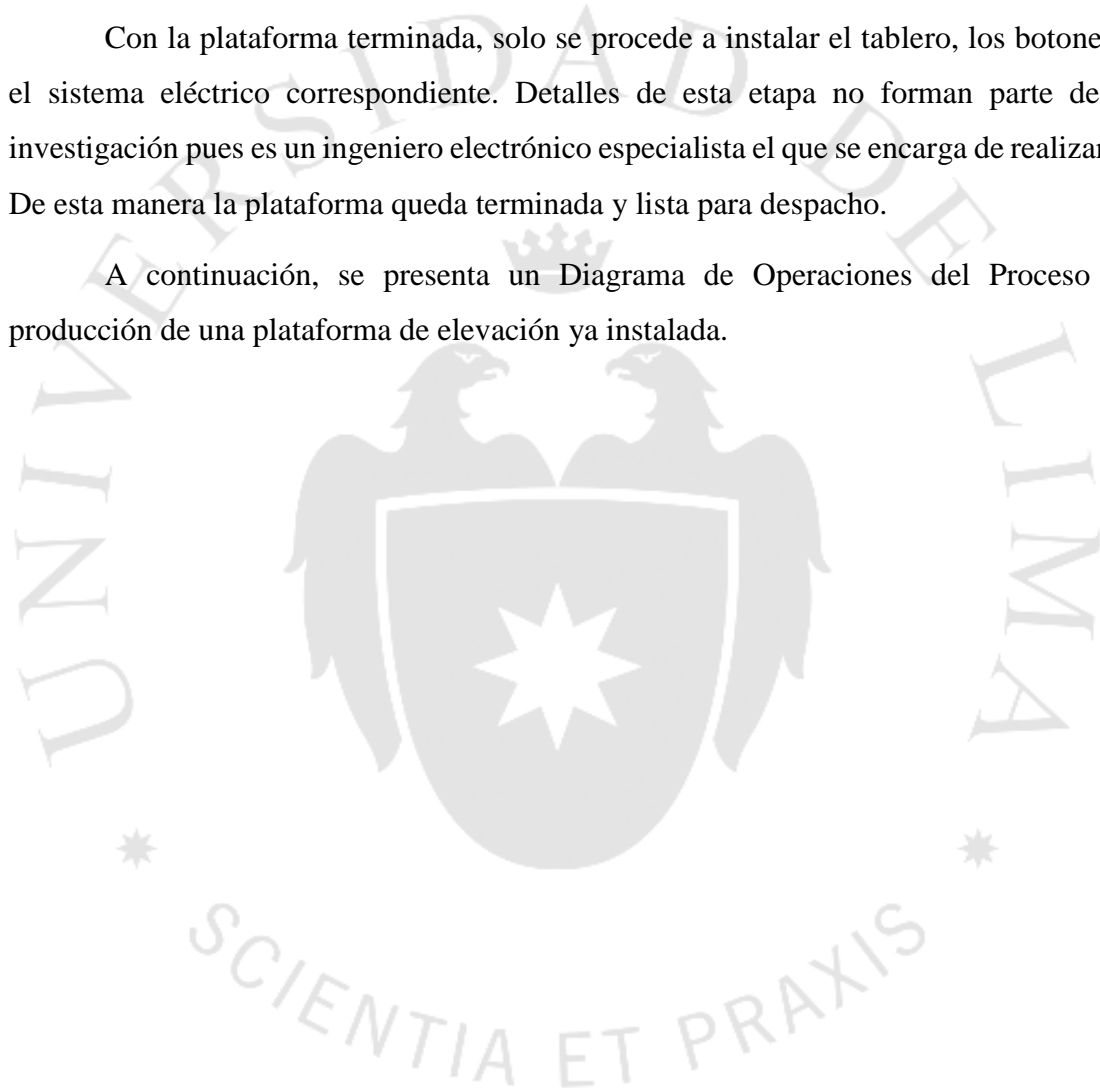 Con la plataforma terminada, solo se procede a instalar el tablero, los botone
el sistema eléctrico correspondiente. Detalles de esta etapa no forman parte de
investigación pues es un ingeniero electrónico especialista el que se encarga de realizar
De esta manera la plataforma queda terminada y lista para despacho.
A continuación, se presenta un Diagrama de Operaciones del Proceso
producción de una plataforma de elevación ya instalada.
UNIVERSIDAD DE LIMA
SCIENTIA ET PRAXIS